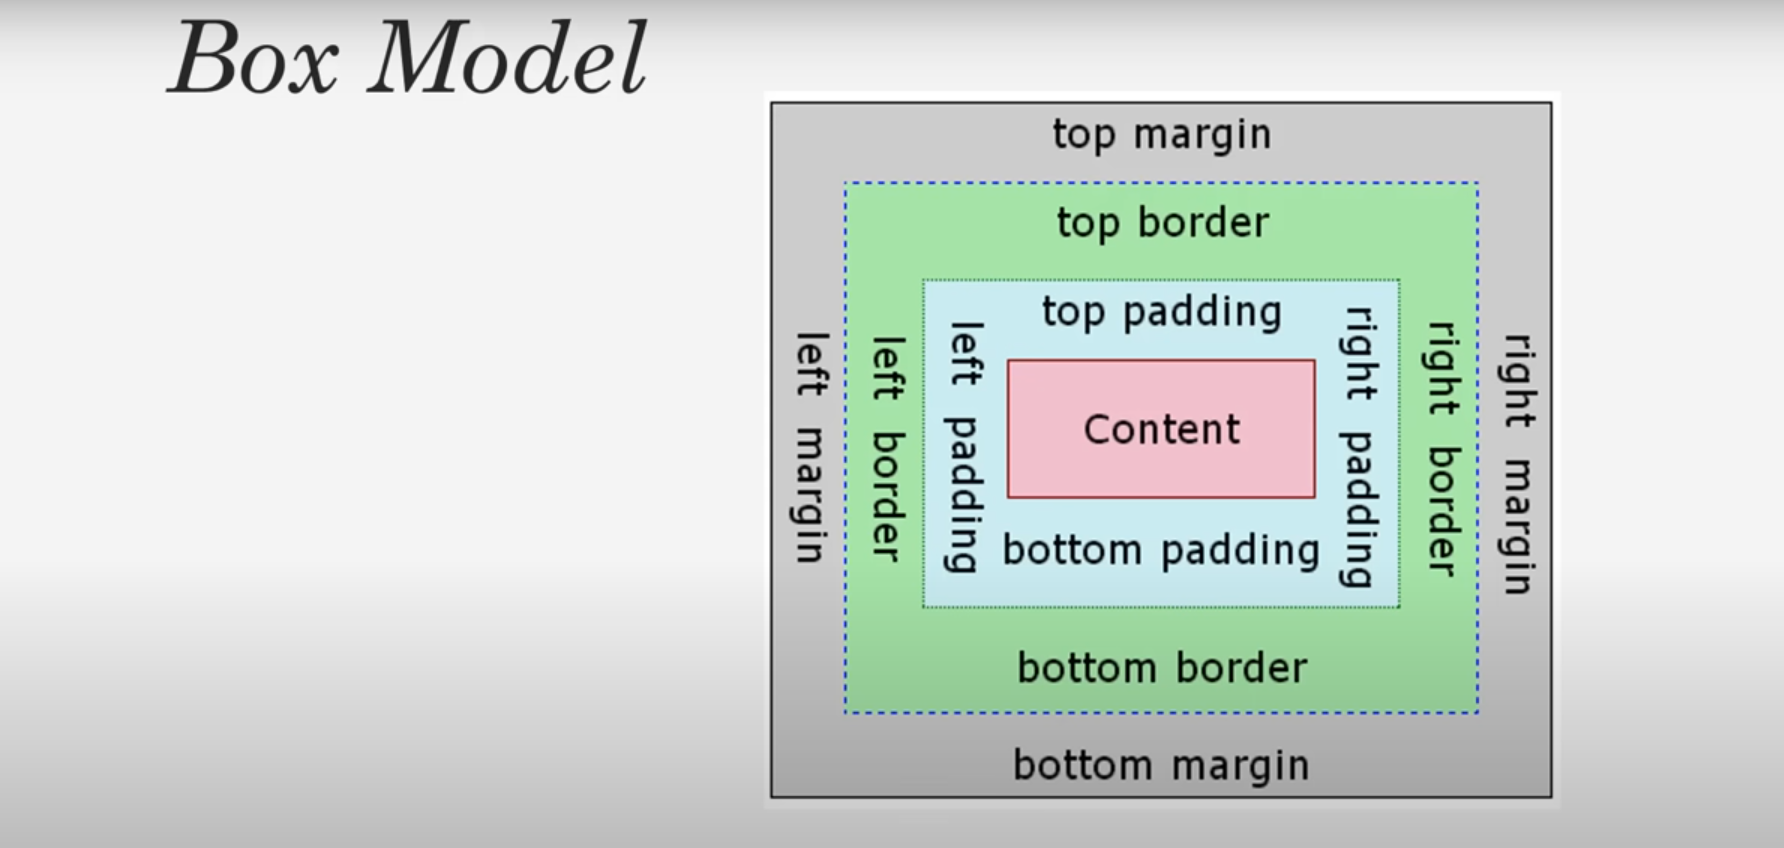 Box Model
top margin
top border
top padding
left margin
left border
left padding
Content
right padding
right border
right margin
bottom padding
bottom border
bottom margin